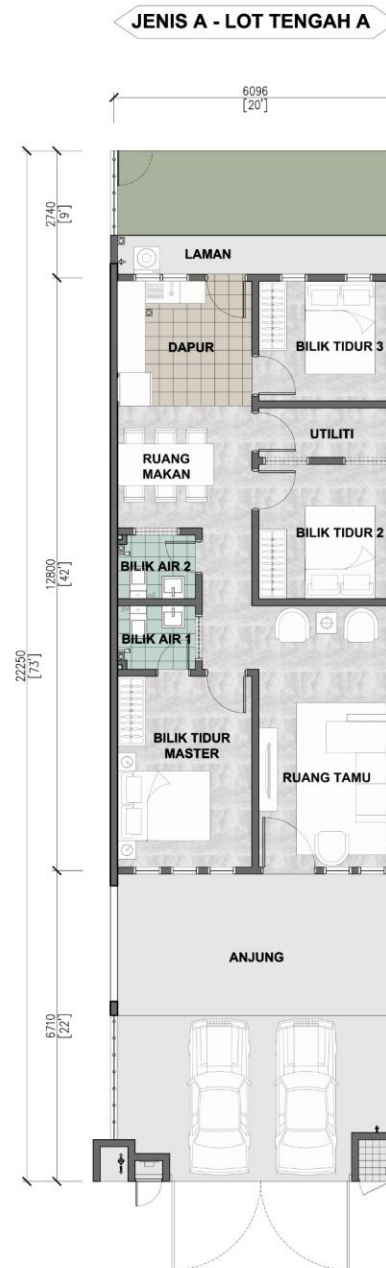 JENIS A - LOT TENGAH A
6096
[20']
2740
[9']
LAMAN
DAPUR
BILIK TIDUR 3
UTILITI
RUANG
MAKAN
BILIK TIDUR 2
12800
[42']
BILIK AIR 2
BILIK AIR 1
22250
[73']
BILIK TIDUR
MASTER
RUANG TAMU
ANJUNG
6710
[22']